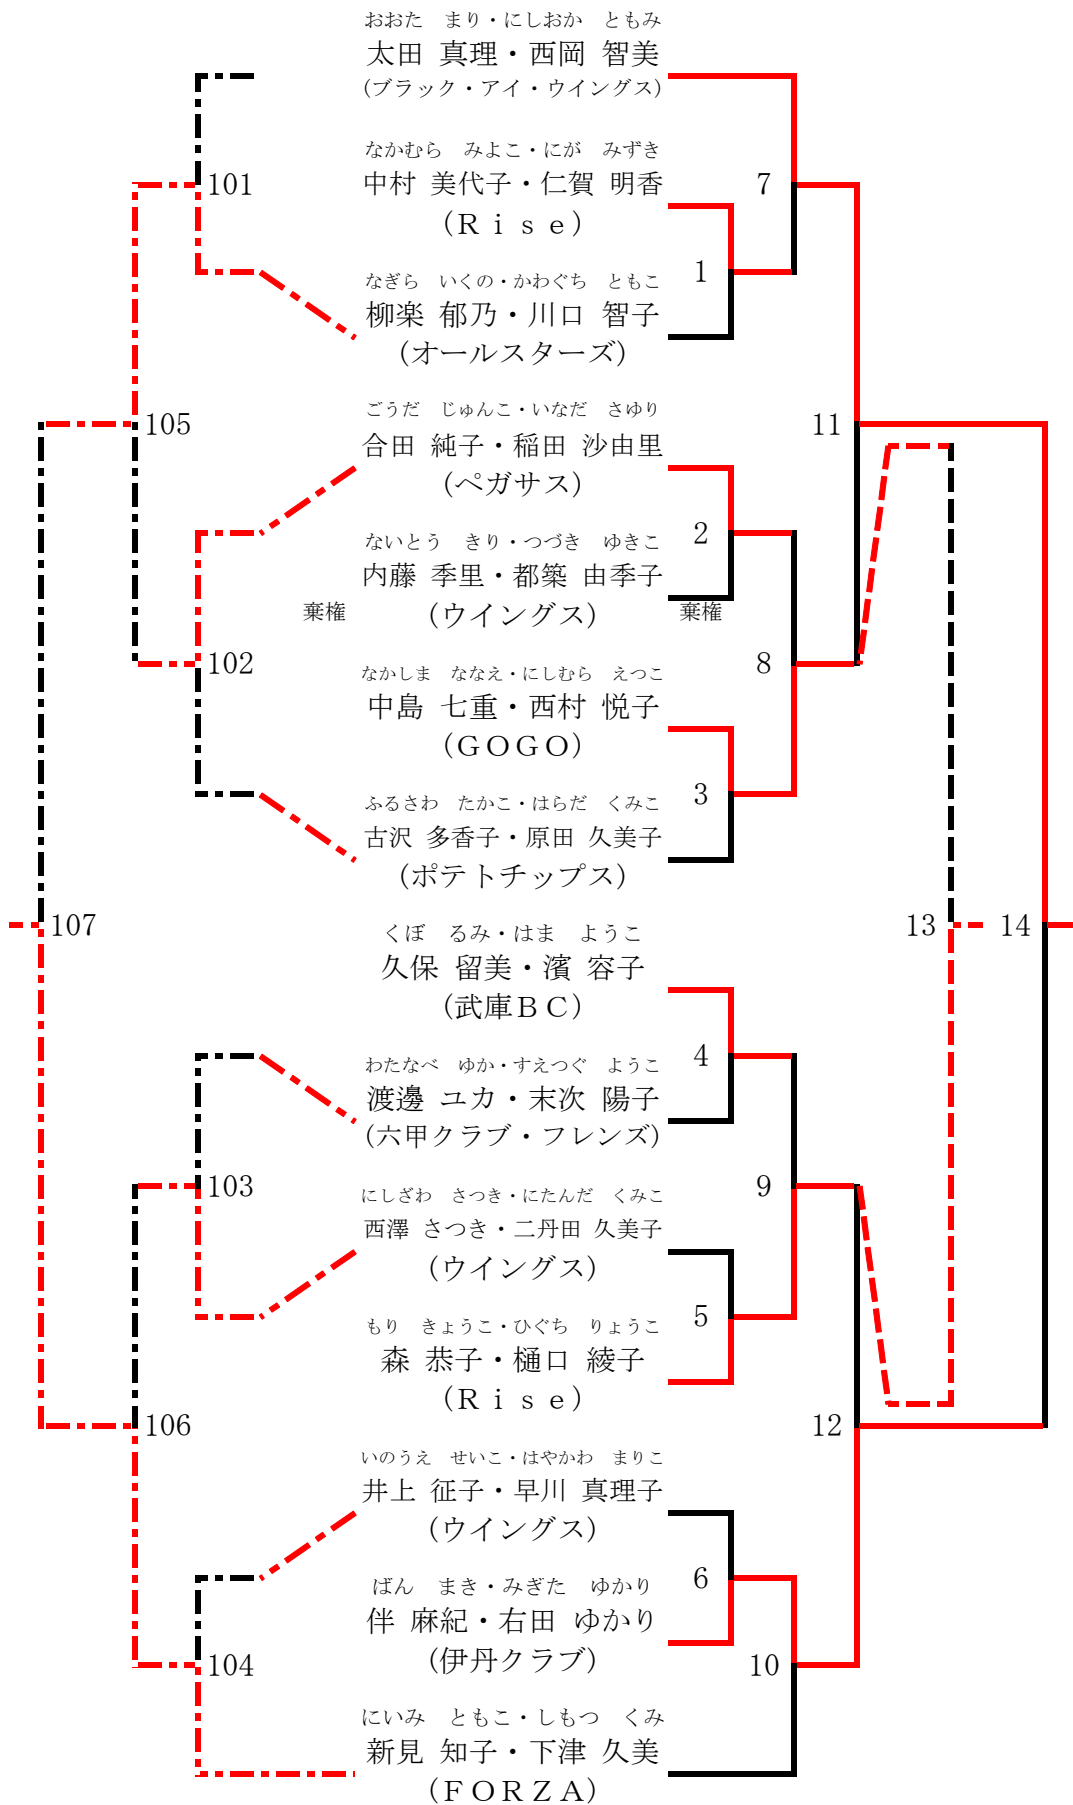 おおた　まり・にしおか　ともみ
太田 真理・西岡 智美
(ブラック・アイ・ウイングス)
なかむら　みよこ・にが　みずき
101
中村 美代子・仁賀 明香
7
(Ｒｉｓｅ)
なぎら　いくの・かわぐち　ともこ
1
柳楽 郁乃・川口 智子
(オールスターズ)
ごうだ　じゅんこ・いなだ　さゆり
105
11
合田 純子・稲田 沙由里
(ペガサス)
ないとう　きり・つづき　ゆきこ
2
内藤 季里・都築 由季子
棄権
(ウイングス)
棄権
102
8
なかしま　ななえ・にしむら　えつこ
中島 七重・西村 悦子
(ＧＯＧＯ)
ふるさわ　たかこ・はらだ　くみこ
3
古沢 多香子・原田 久美子
(ポテトチップス)
107
くぼ　るみ・はま　ようこ
13
14
久保 留美・濱 容子
(武庫ＢＣ)
わたなべ　ゆか・すえつぐ　ようこ
4
渡邊 ユカ・末次 陽子
(六甲クラブ・フレンズ)
103
にしざわ　さつき・にたんだ　くみこ
9
西澤 さつき・二丹田 久美子
(ウイングス)
もり　きょうこ・ひぐち　りょうこ
5
森 恭子・樋口 綾子
(Ｒｉｓｅ)
106
12
いのうえ　せいこ・はやかわ　まりこ
井上 征子・早川 真理子
(ウイングス)
ばん　まき・みぎた　ゆかり
6
伴 麻紀・右田 ゆかり
104
(伊丹クラブ)
10
にいみ　ともこ・しもつ　くみ
新見 知子・下津 久美
(ＦＯＲＺＡ)